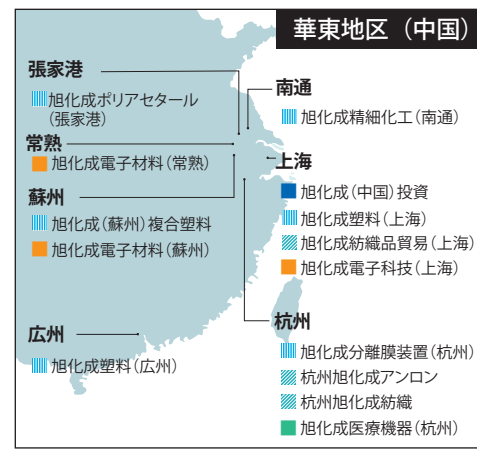 華東地区（中国）
張家港
旭化成ポリアセタール
（張家港）
常熟
旭化成電子材料（常熟）
蘇州
旭化成（蘇州）複合塑料
旭化成電子材料（蘇州）
広州
旭化成塑料（広州）
南通
旭化成精細化工（南通）
上海
旭化成（中国）投資
旭化成塑料（上海）
旭化成紡織品貿易（上海）
旭化成電子科技（上海）
杭州
旭化成分離膜装置（杭州）
杭州旭化成アンロン
杭州旭化成紡織
旭化成医療機器（杭州）